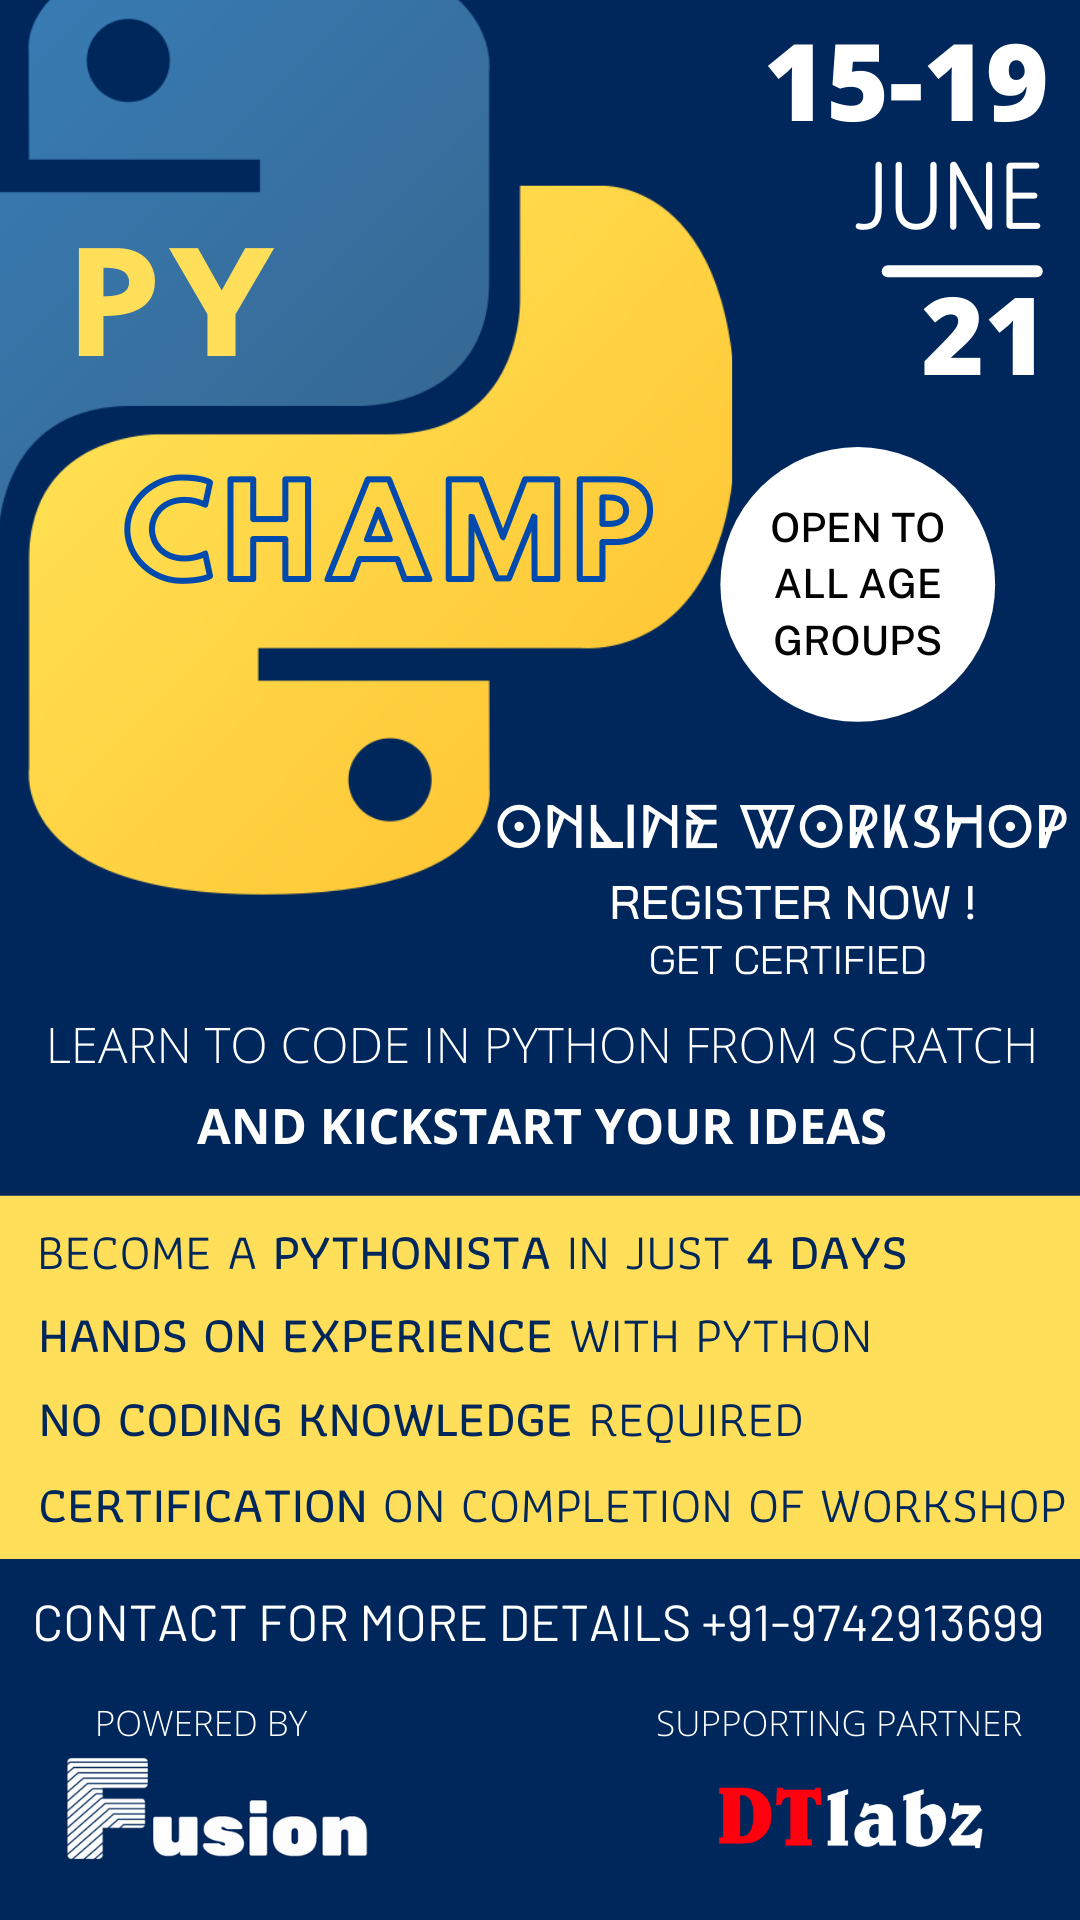 15-19
JUNE
21
PY
CHAMP
OPEN TO
ALL AGE
GROUPS
ONLINE WORKSHOP
REGISTER NOW !
GET CERTIFIED
LEARN TO CODE IN PYTHON FROM SCRATCH
AND KICKSTART YOUR IDEAS
BECOME A PYTHONISTA IN JUST 4 DAYS
HANDS ON EXPERIENCE WITH PYTHON
NO CODING KNOWLEDGE REQUIRED
CERTIFICATION ON COMPLETION OF WORKSHOP
CONTACT FOR MORE DETAILS +91-9742913699
POWERED BY
Fusion
SUPPORTING PARTNER
DTlabz